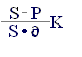 S - P
S • ∂ K